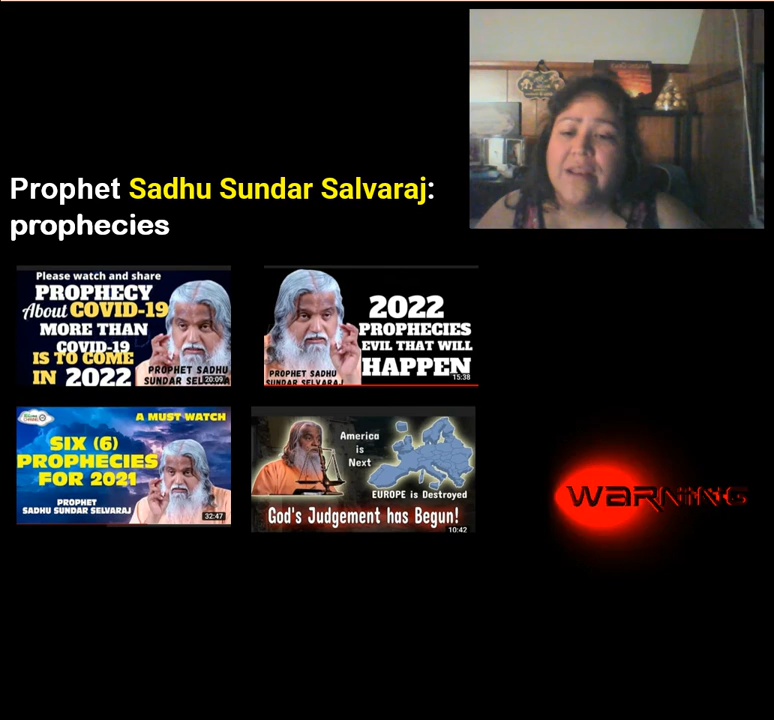 Prophet Sadhu Sundar Salvaraj:
prophecies
Please watch and share
PROPHECY
About COVID-19
MORE THAN
COVID-19
IS TO COME
IN 2022
PROPHET SADHU
SUNDAR SELVARAJ
20:09
2022
PROPHECIES
EVIL THAT WILL
HAPPEN
PROPHET SADHU
SUNDAR SELVARAJ
15:38
A MUST WATCH
SIX (6)
PROPHECIES
FOR 2021
PROPHET
SADHU SUNDAR SELVARAJ
32:47
America
is
Next
EUROPE is Destroyed
God's Judgement has Begun!
10:42
WARNING